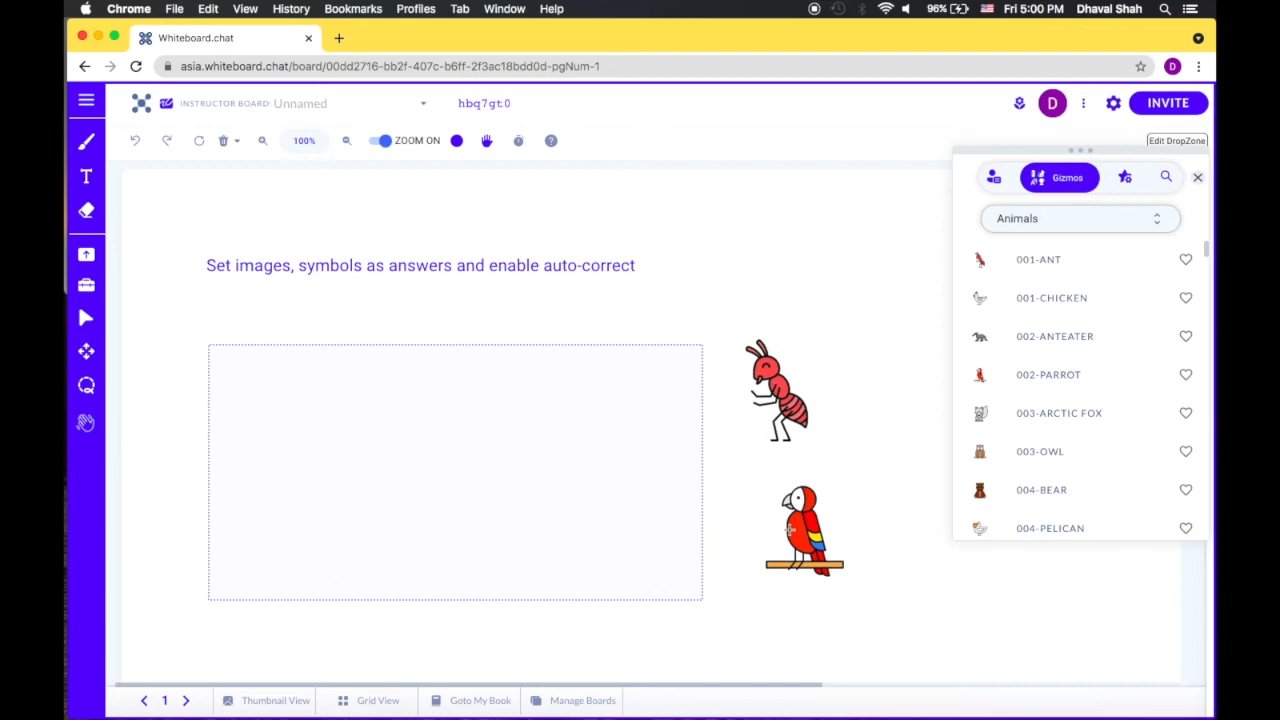 Chrome File Edit View History Bookmarks Profiles Tab Window Help 96% Fri 5:00 PM Dhaval Shah
Whiteboard.chat
asia.whiteboard.chat/board/00dd2716-bb2f-407c-b6ff-2f3ac18bdd0d-pgNum-1 D
INSTRUCTOR BOARD: Unnamed hbq7gt0 D INVITE
100% ZOOM ON Edit DropZone
T
Gizmos
Animals
Set images, symbols as answers and enable auto-correct
001-ANT
001-CHICKEN
002-ANTEATER
002-PARROT
003-ARCTIC FOX
003-OWL
004-BEAR
004-PELICAN
1 Thumbnail View Grid View Goto My Book Manage Boards